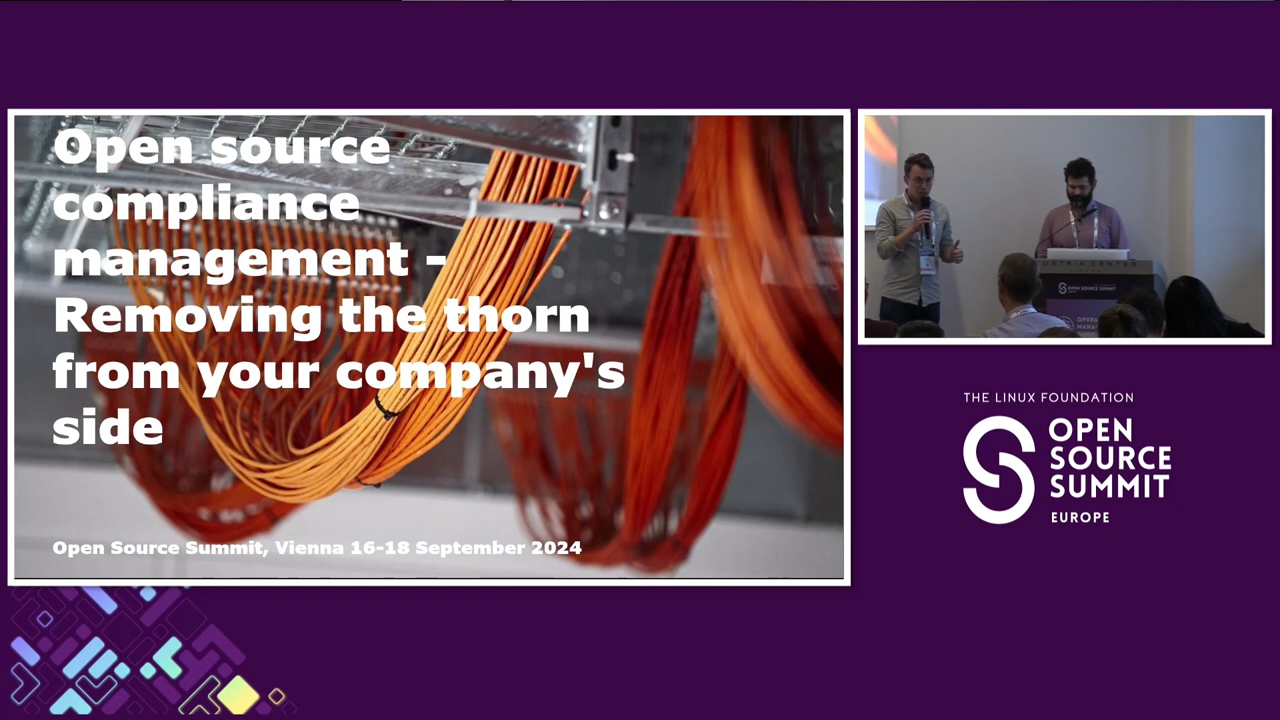 Open source
compliance
management -
Removing the thorn
from your company's
side
Open Source Summit, Vienna 16-18 September 2024
THE LINUX FOUNDATION
OPEN
SOURCE
SUMMIT
EUROPE